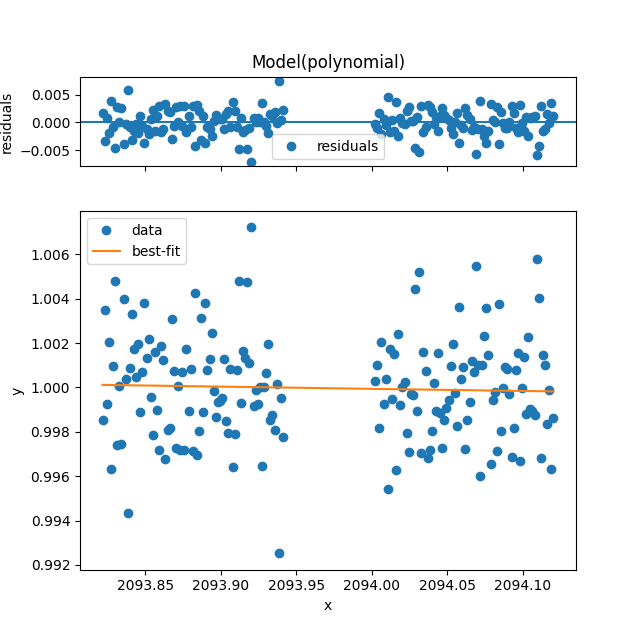 Model(polynomial)
0.005
0.000
−0.005
residuals
residuals
data
best-fit
1.006
1.004
1.002
1.000
0.998
0.996
0.994
0.992
y
2093.85
2093.90
2093.95
2094.00
2094.05
2094.10
x